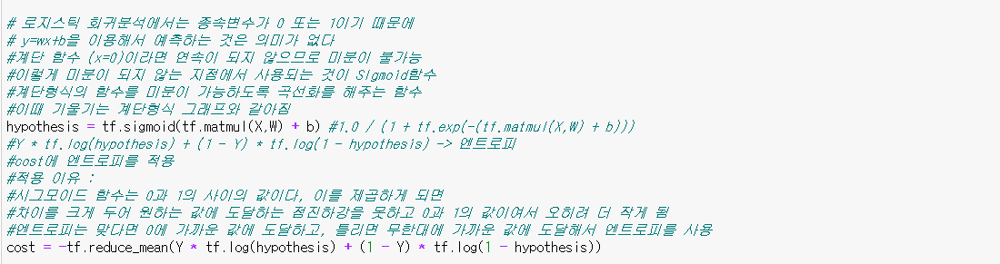 # 로지스틱 회귀분석에서는 종속변수가 0 또는 1이기 때문에
# y=wx+b을 이용해서 예측하는 것은 의미가 없다
#계단 함수 (x=0)이라면 연속이 되지 않으므로 미분이 불가능
#이렇게 미분이 되지 않는 지점에서 사용되는 것이 Sigmoid함수
#계단형식의 함수를 미분이 가능하도록 곡선화를 해주는 함수
#이때 기울기는 계단형식 그래프와 같아짐
hypothesis = tf.sigmoid(tf.matmul(X,W) + b) #1.0 / (1 + tf.exp(-(tf.matmul(X,W) + b)))
#Y * tf.log(hypothesis) + (1 - Y) * tf.log(1 - hypothesis) -> 엔트로피
#cost에 엔트로피를 적용
#적용 이유 :
#시그모이드 함수는 0과 1의 사이의 값이다, 이를 제곱하게 되면
#차이를 크게 두어 원하는 값에 도달하는 점진하강을 못하고 0과 1의 값이여서 오히려 더 작게 됨
#엔트로피는 맞다면 0에 가까운 값에 도달하고, 틀리면 무한대에 가까운 값에 도달해서 엔트로피를 사용
cost = -tf.reduce_mean(Y * tf.log(hypothesis) + (1 - Y) * tf.log(1 - hypothesis))